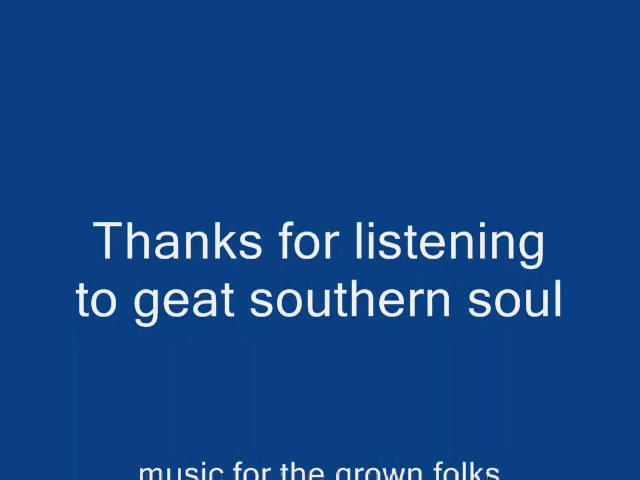 Thanks for listening
to geat southern soul
music for the grown folks